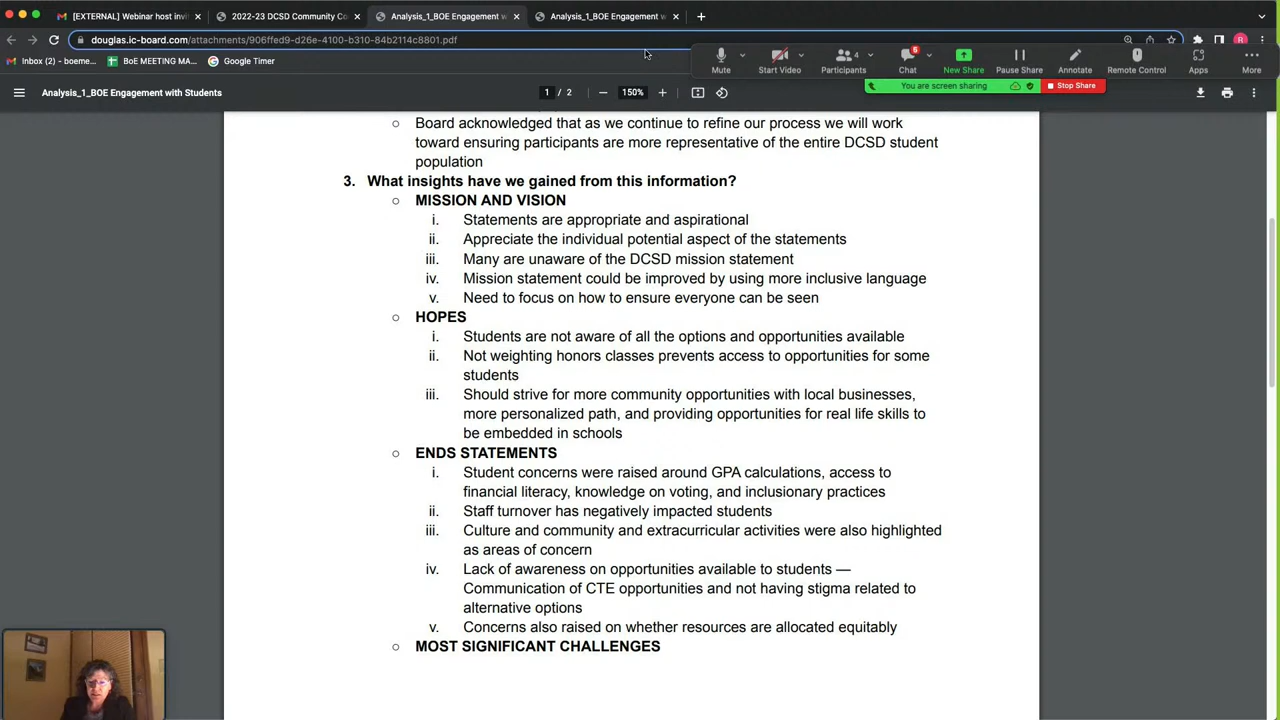 [EXTERNAL] Webinar host invi
2022-23 DCSD Community Co
Analysis_1_BOE Engagement w
Analysis_1_BOE Engagement w
douglas.ic-board.com/attachments/906ffed9-d26e-4100-b310-84b2114c8801.pdf
R
Inbox (2) - boeme...
BoE MEETING MA...
Google Timer
Mute
Start Video
Participants
4
Chat
6
New Share
Pause Share
Annotate
Remote Control
Apps
More
You are screen sharing
Stop Share
Analysis_1_BOE Engagement with Students
1 / 2
150%
○ Board acknowledged that as we continue to refine our process we will work
toward ensuring participants are more representative of the entire DCSD student
population
3. What insights have we gained from this information?
○ MISSION AND VISION
i. Statements are appropriate and aspirational
ii. Appreciate the individual potential aspect of the statements
iii. Many are unaware of the DCSD mission statement
iv. Mission statement could be improved by using more inclusive language
v. Need to focus on how to ensure everyone can be seen
○ HOPES
i. Students are not aware of all the options and opportunities available
ii. Not weighting honors classes prevents access to opportunities for some
students
iii. Should strive for more community opportunities with local businesses,
more personalized path, and providing opportunities for real life skills to
be embedded in schools
○ ENDS STATEMENTS
i. Student concerns were raised around GPA calculations, access to
financial literacy, knowledge on voting, and inclusionary practices
ii. Staff turnover has negatively impacted students
iii. Culture and community and extracurricular activities were also highlighted
as areas of concern
iv. Lack of awareness on opportunities available to students —
Communication of CTE opportunities and not having stigma related to
alternative options
v. Concerns also raised on whether resources are allocated equitably
○ MOST SIGNIFICANT CHALLENGES